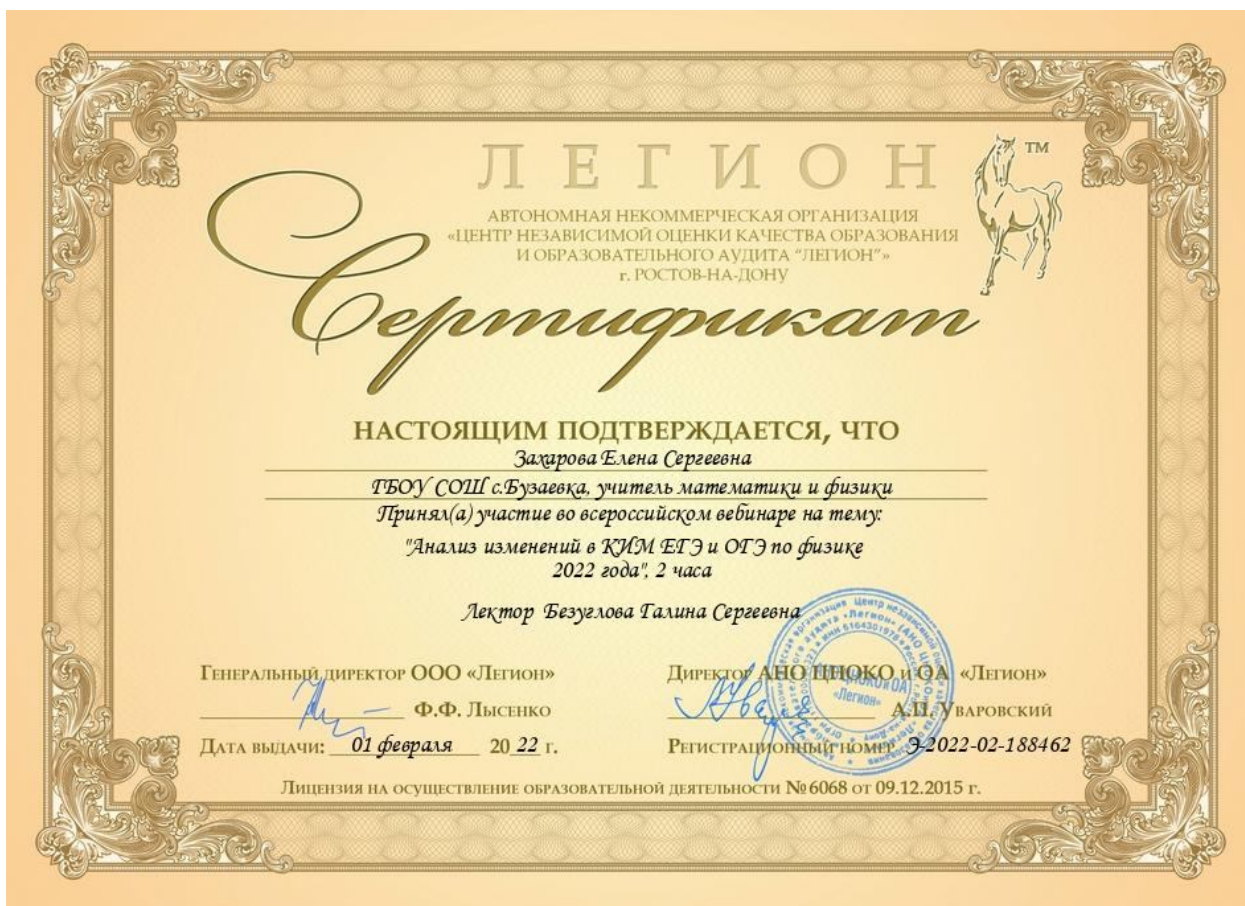 ЛЕГИОН
ТМ
АВТОНОМНАЯ НЕКОММЕРЧЕСКАЯ ОРГАНИЗАЦИЯ
«ЦЕНТР НЕЗАВИСИМОЙ ОЦЕНКИ КАЧЕСТВА ОБРАЗОВАНИЯ
И ОБРАЗОВАТЕЛЬНОГО АУДИТА "ЛЕГИОН"»
г. РОСТОВ-НА-ДОНУ
Сертификат
НАСТОЯЩИМ ПОДТВЕРЖДАЕТСЯ, ЧТО
Захарова Елена Сергеевна
ГБОУ СОШ с.Бузаевка, учитель математики и физики
Принял(а) участие во всероссийском вебинаре на тему:
"Анализ изменений в КИМ ЕГЭ и ОГЭ по физике
2022 года", 2 часа
Лектор Безуглова Галина Сергеевна
Генеральный директор ООО «Легион» Директор АНО ЦНОКО и ОА «Легион»
Ф.Ф. Лысенко А.П. Уваровский
Дата выдачи: 01 февраля 20 22 г. Регистрационный номер Э-2022-02-188462
Лицензия на осуществление образовательной деятельности № 6068 от 09.12.2015 г.